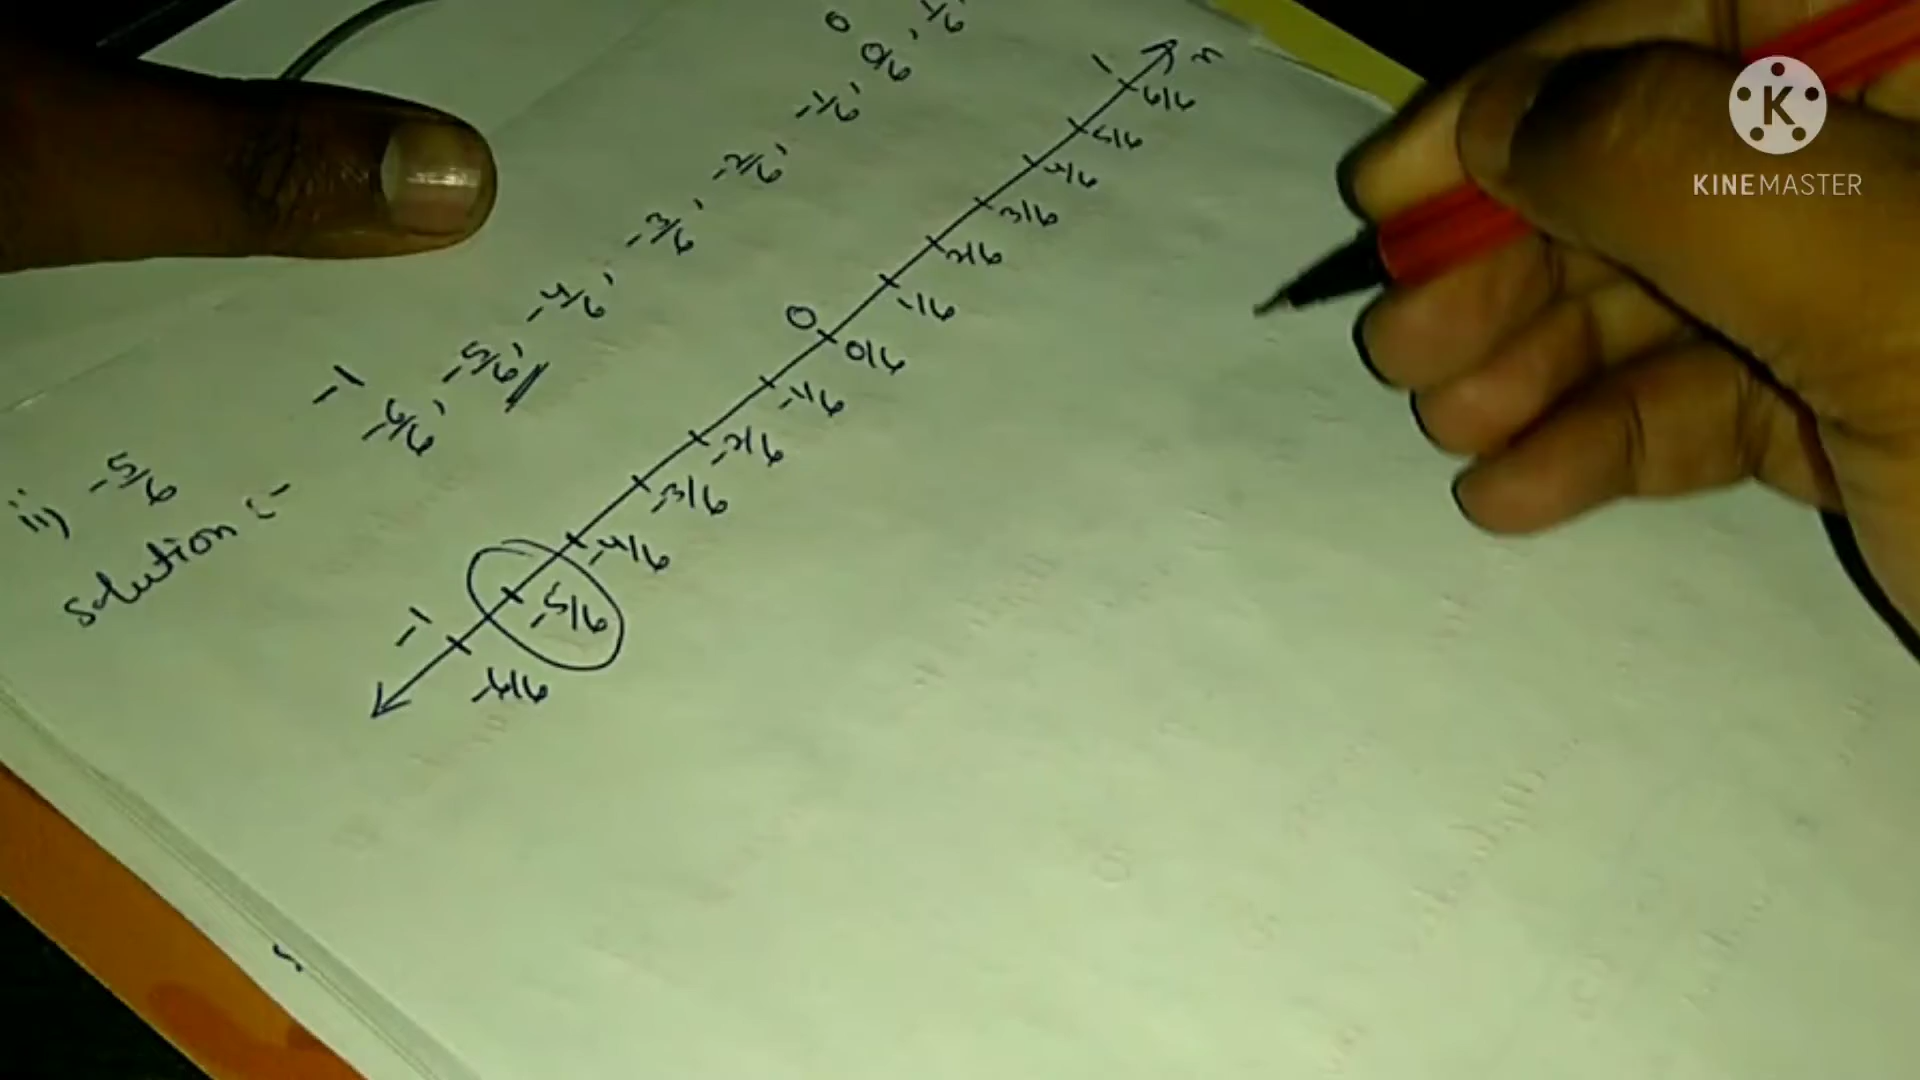 ii) -5/6
solution :-
-1 0
-6/6, -5/6, -4/6, -3/6, -2/6, -1/6, 0/6, 1/6,
-1 0 1
-6/6 -5/6 -4/6 -3/6 -2/6 -1/6 0/6 1/6 2/6 3/6 4/6 5/6 6/6
KINEMASTER